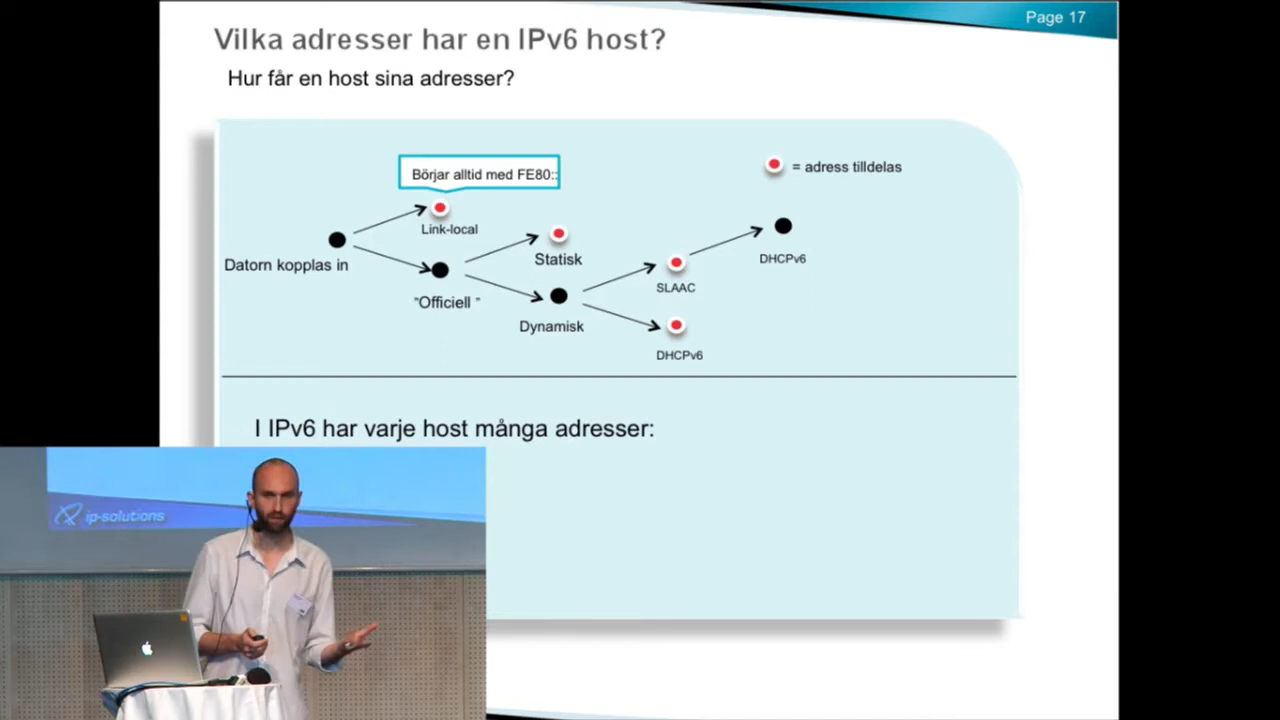 Page 17
Vilka adresser har en IPv6 host?
Hur får en host sina adresser?
Börjar alltid med FE80::
= adress tilldelas
Link-local
Datorn kopplas in
Statisk
DHCPv6
"Officiell "
SLAAC
Dynamisk
DHCPv6
I IPv6 har varje host många adresser:
ip-solutions